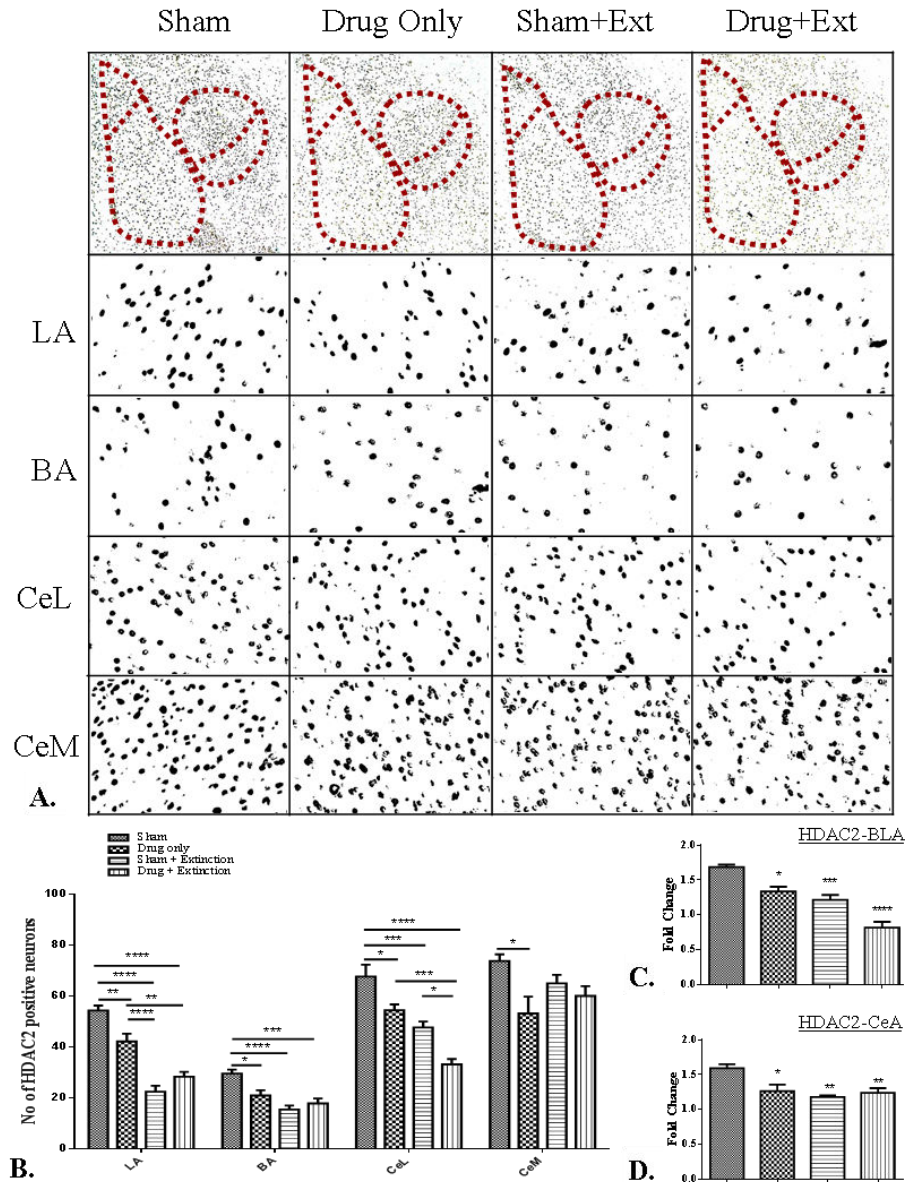 Sham Drug Only Sham+Ext Drug+Ext
LA
BA
CeL
CeM
A.
Sham
Drug only
Sham + Extinction
Drug + Extinction
No of HDAC2 positive neurons
100
80
60
40
20
0
****
****
**
**
****
***
****
*
****
***
*
***
*
*
LA BA CeL CeM
B.
HDAC2-BLA
Fold Change
2.0
1.5
1.0
0.5
0.0
* *** ****
C.
HDAC2-CeA
Fold Change
2.0
1.5
1.0
0.5
0.0
* ** **
D.